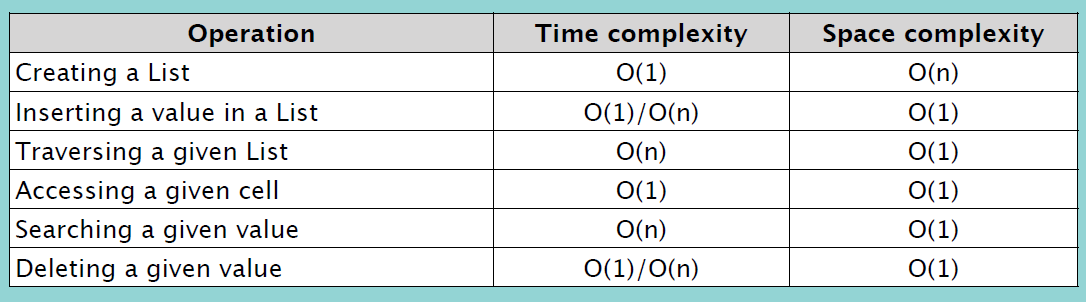 Operation Time complexity Space complexity
Creating a List O(1) O(n)
Inserting a value in a List O(1)/O(n) O(1)
Traversing a given List O(n) O(1)
Accessing a given cell O(1) O(1)
Searching a given value O(n) O(1)
Deleting a given value O(1)/O(n) O(1)